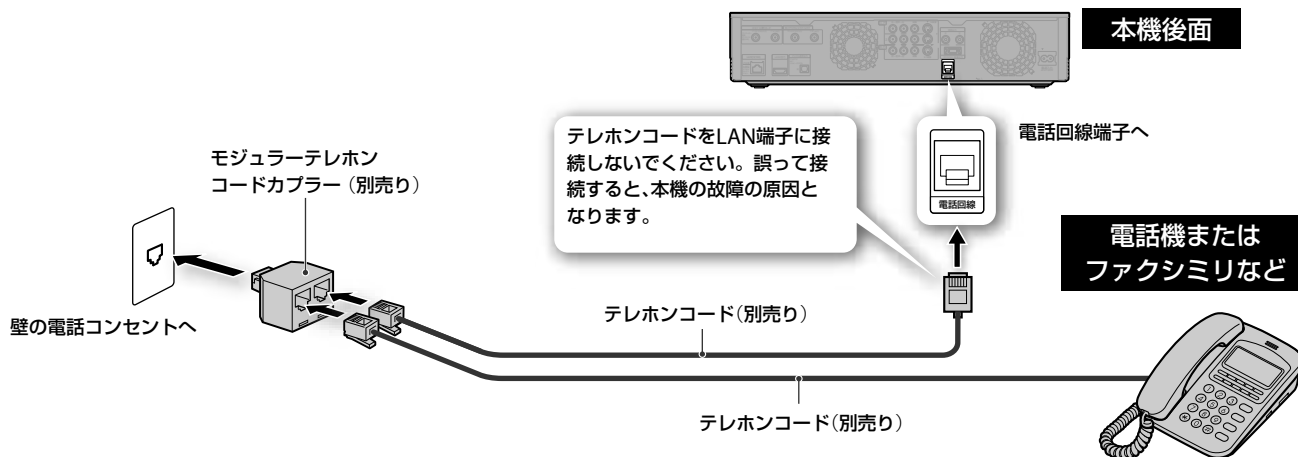 本機後面
テレホンコードをLAN端子に接
続しないでください。誤って接
続すると、本機の故障の原因と
なります。
電話回線端子へ
電話回線
モジュラーテレホン
コードカプラー（別売り）
電話機または
ファクシミリなど
壁の電話コンセントへ
テレホンコード（別売り）
テレホンコード（別売り）